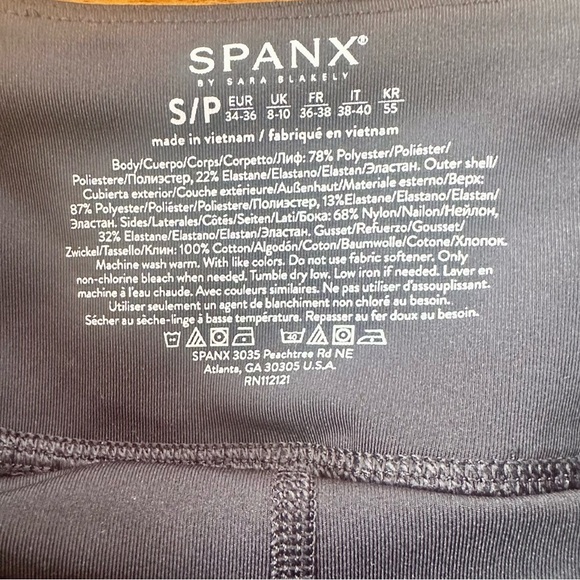 SPANX®
BY SARA BLAKELY
S/P EUR 34-36 UK 8-10 FR 36-38 IT 38-40 KR 55
made in vietnam / fabriqué en vietnam
Body/Cuerpo/Corps/Corpetto/Лиф: 78% Polyester/Poliéster/
Poliestere/Полиэстер, 22% Elastane/Elastano/Elastan/Эластан. Outer shell/
Cubierta exterior/Couche extérieure/Außenhaut/Materiale esterno/Верх:
87% Polyester/Poliéster/Poliestere/Полиэстер, 13%Elastane/Elastano/Elastan/
Эластан. Sides/Laterales/Côtés/Seiten/Lati/Бока: 68% Nylon/Nailon/Нейлон,
32% Elastane/Elastano/Elastan/Эластан. Gusset/Refuerzo/Gousset/
Zwickel/Tassello/Клин: 100% Cotton/Algodón/Coton/Baumwolle/Cotone/Хлопок.
Machine wash warm. With like colors. Do not use fabric softener. Only
non-chlorine bleach when needed. Tumble dry low. Low iron if needed. Laver en
machine à l'eau chaude. Avec couleurs similaires. Ne pas utiliser d'assouplissant.
Utiliser seulement un agent de blanchiment non chloré au besoin.
Sécher au sèche-linge à basse température. Repasser au fer doux au besoin.
40
SPANX 3035 Peachtree Rd NE
Atlanta, GA 30305 U.S.A.
RN112121